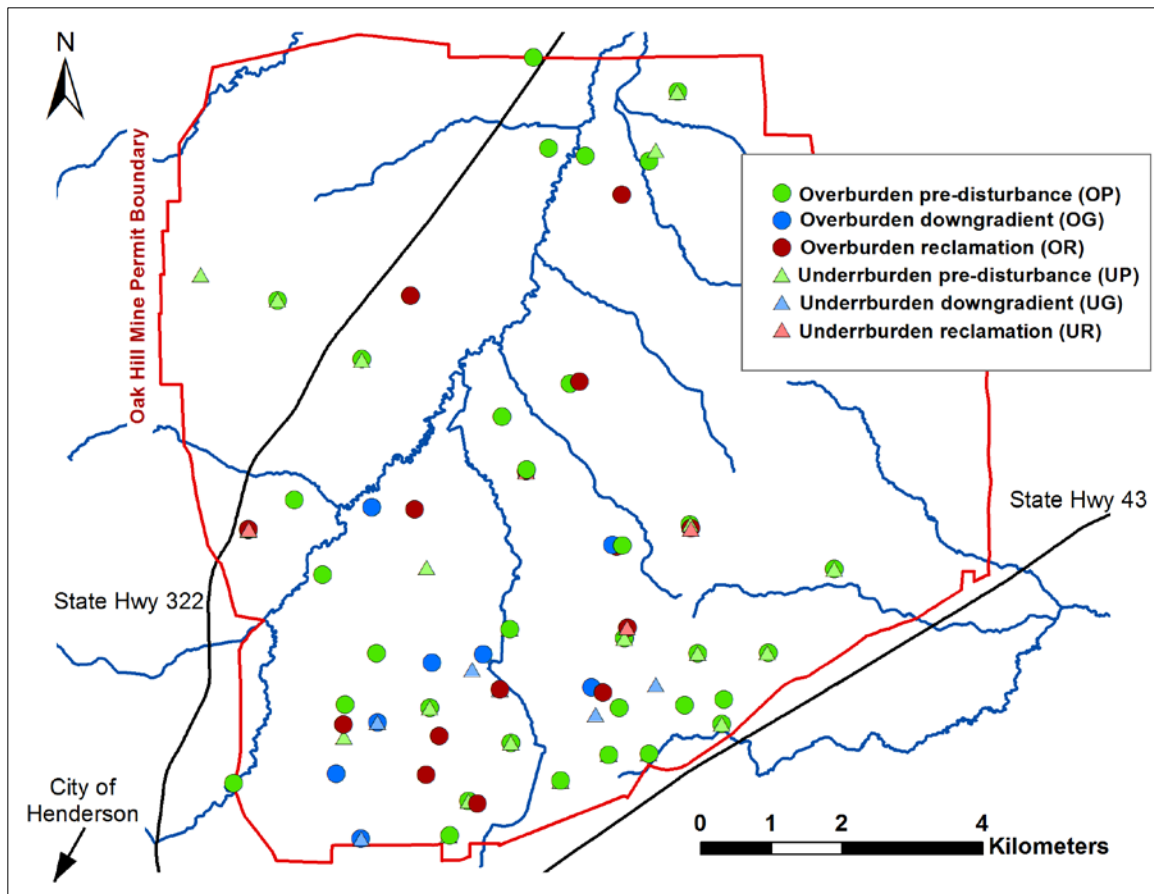 N
Oak Hill Mine Permit Boundary
Overburden pre-disturbance (OP)
Overburden downgradient (OG)
Overburden reclamation (OR)
Underrburden pre-disturbance (UP)
Underrburden downgradient (UG)
Underrburden reclamation (UR)
State Hwy 43
State Hwy 322
City of
Henderson
0 1 2 4
Kilometers